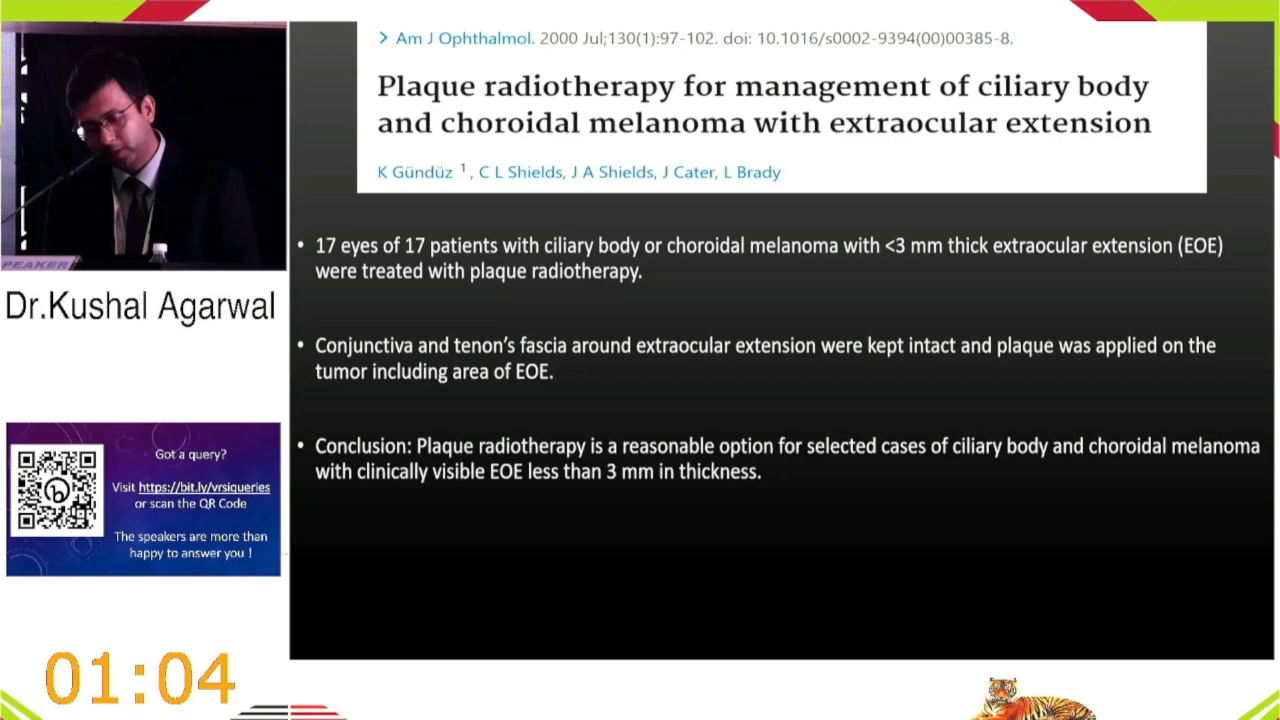 > Am J Ophthalmol. 2000 Jul;130(1):97-102. doi: 10.1016/s0002-9394(00)00385-8.
Plaque radiotherapy for management of ciliary body
and choroidal melanoma with extraocular extension
K Gündüz 1, C L Shields, J A Shields, J Cater, L Brady
• 17 eyes of 17 patients with ciliary body or choroidal melanoma with <3 mm thick extraocular extension (EOE)
were treated with plaque radiotherapy.
• Conjunctiva and tenon's fascia around extraocular extension were kept intact and plaque was applied on the
tumor including area of EOE.
• Conclusion: Plaque radiotherapy is a reasonable option for selected cases of ciliary body and choroidal melanoma
with clinically visible EOE less than 3 mm in thickness.
PEAKER
Dr.Kushal Agarwal
Got a query?
Visit https://bit.ly/vrsiqueries
or scan the QR Code
The speakers are more than
happy to answer you !
01:04